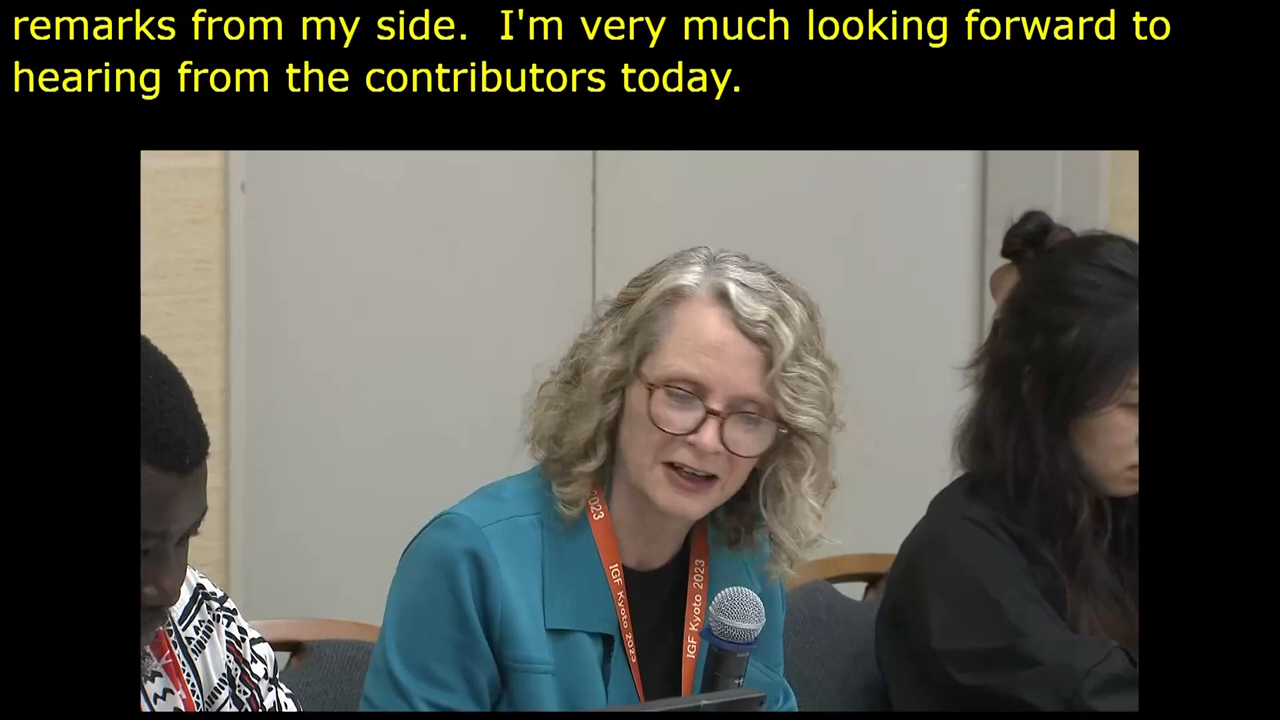 remarks from my side.  I'm very much looking forward to
hearing from the contributors today.
2023
IGF Kyoto 2023
IGF Kyoto 2023